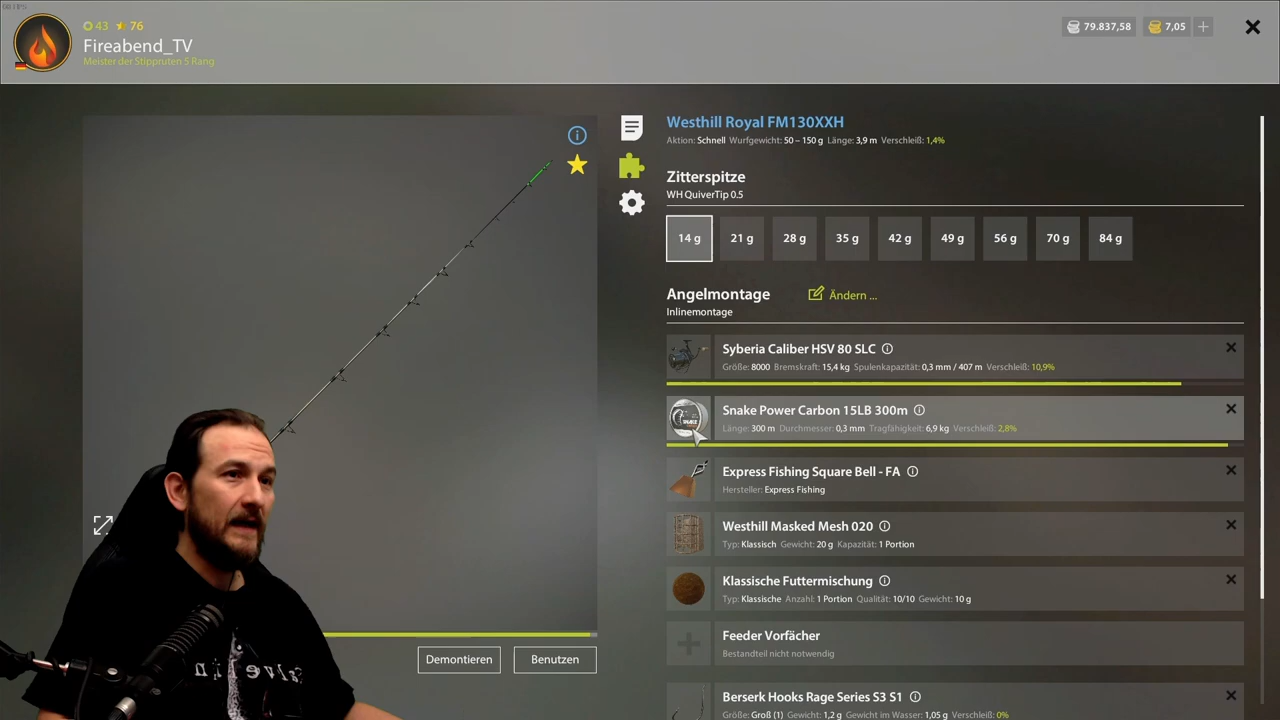 43 76
Fireabend_TV
Meister der Stippruten 5 Rang
79.837,58
7,05
Westhill Royal FM130XXH
Aktion: Schnell Wurfgewicht: 50 – 150 g Länge: 3,9 m Verschleiß: 1,4%
Zitterspitze
WH QuiverTip 0.5
14 g
21 g
28 g
35 g
42 g
49 g
56 g
70 g
84 g
Angelmontage
Ändern ...
Inlinemontage
Syberia Caliber HSV 80 SLC
Größe: 8000 Bremskraft: 15,4 kg Spulenkapazität: 0,3 mm / 407 m Verschleiß: 10,9%
Snake Power Carbon 15LB 300m
Länge: 300 m Durchmesser: 0,3 mm Tragfähigkeit: 6,9 kg Verschleiß: 2,8%
Express Fishing Square Bell - FA
Hersteller: Express Fishing
Westhill Masked Mesh 020
Typ: Klassisch Gewicht: 20 g Kapazität: 1 Portion
Klassische Futtermischung
Typ: Klassische Anzahl: 1 Portion Qualität: 10/10 Gewicht: 10 g
Feeder Vorfächer
Bestandteil nicht notwendig
Berserk Hooks Rage Series S3 S1
Größe: Groß (1) Gewicht: 1,2 g Gewicht im Wasser: 1,05 g Verschleiß: 0%
Demontieren
Benutzen